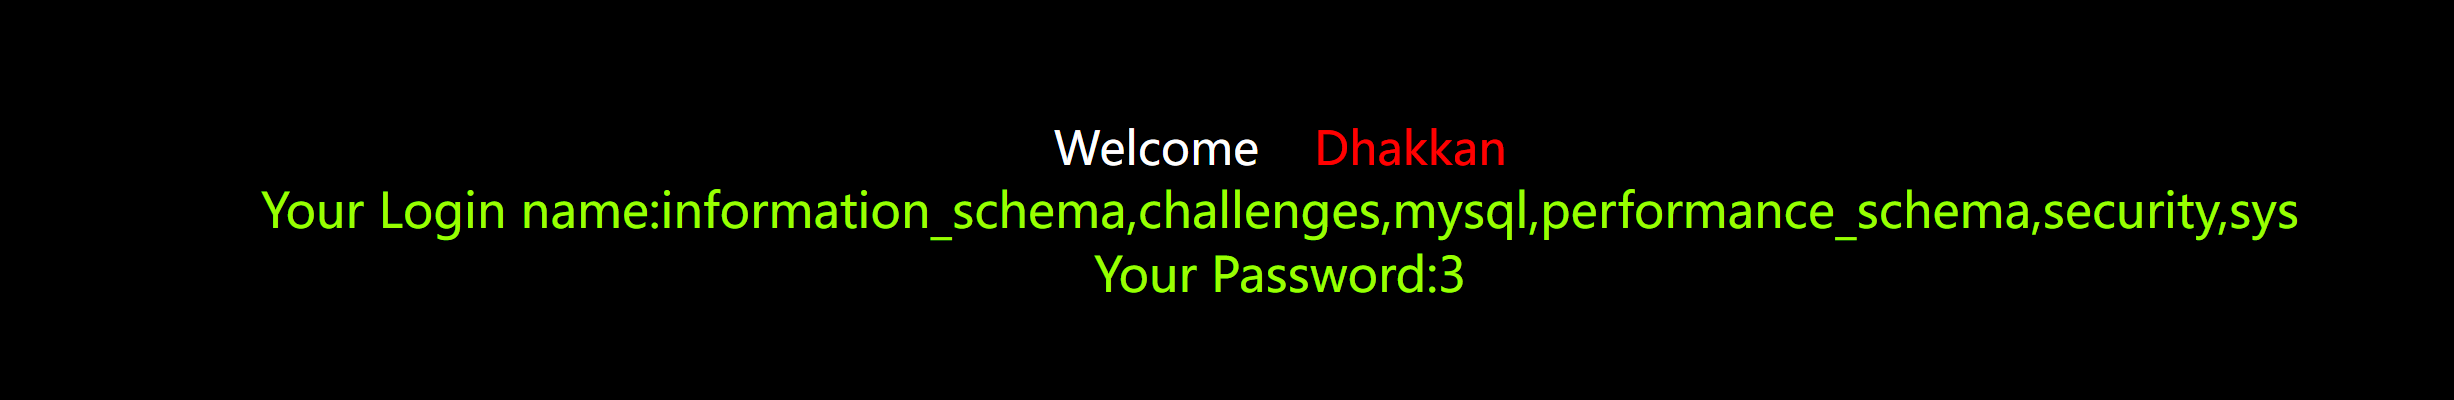 Welcome Dhakkan
Your Login name:information_schema,challenges,mysql,performance_schema,security,sys
Your Password:3